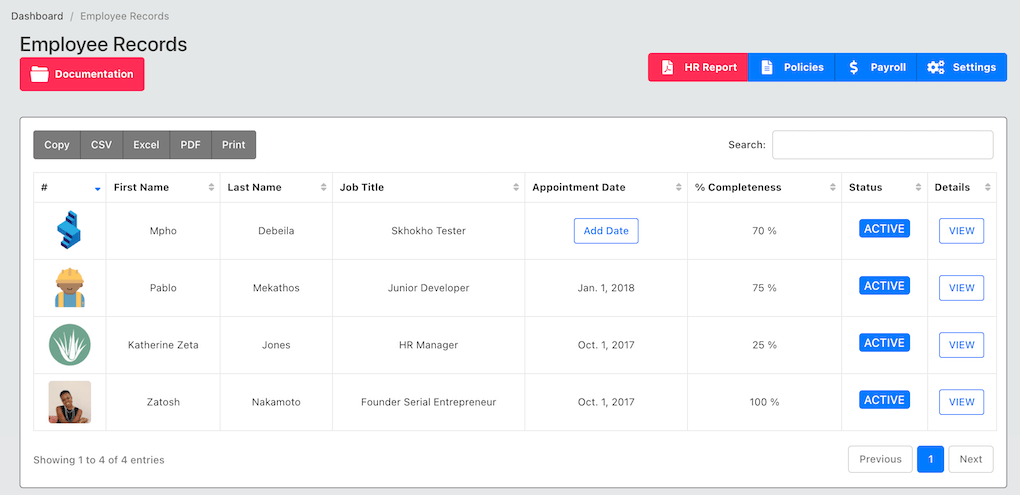 Dashboard / Employee Records
Employee Records
Documentation
HR Report Policies Payroll Settings
Copy CSV Excel PDF Print Search:
# First Name Last Name Job Title Appointment Date % Completeness Status Details
Mpho Debeila Skhokho Tester Add Date 70 % ACTIVE VIEW
Pablo Mekathos Junior Developer Jan. 1, 2018 75 % ACTIVE VIEW
Katherine Zeta Jones HR Manager Oct. 1, 2017 25 % ACTIVE VIEW
Zatosh Nakamoto Founder Serial Entrepreneur Oct. 1, 2017 100 % ACTIVE VIEW
Showing 1 to 4 of 4 entries Previous 1 Next